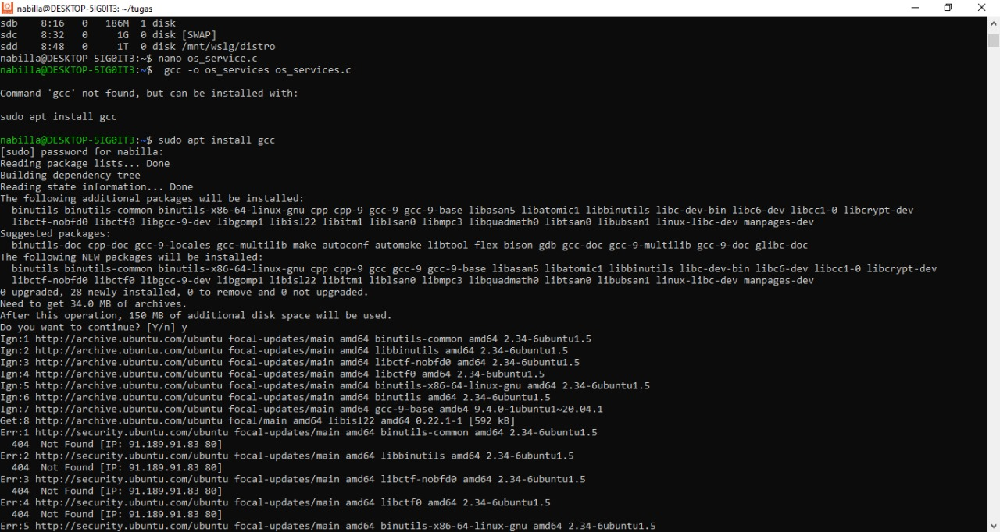 nabilla@DESKTOP-5IG0IT3: ~/tugas
sdb    8:16   0   186M  1 disk
sdc    8:32   0     1G  0 disk [SWAP]
sdd    8:48   0     1T  0 disk /mnt/wslg/distro
nabilla@DESKTOP-5IG0IT3:~$ nano os_service.c
nabilla@DESKTOP-5IG0IT3:~$  gcc -o os_services os_services.c
Command 'gcc' not found, but can be installed with:
sudo apt install gcc
nabilla@DESKTOP-5IG0IT3:~$ sudo apt install gcc
[sudo] password for nabilla:
Reading package lists... Done
Building dependency tree
Reading state information... Done
The following additional packages will be installed:
  binutils binutils-common binutils-x86-64-linux-gnu cpp cpp-9 gcc-9 gcc-9-base libasan5 libatomic1 libbinutils libc-dev-bin libc6-dev libcc1-0 libcrypt-dev
  libctf-nobfd0 libctf0 libgcc-9-dev libgomp1 libisl22 libitm1 liblsan0 libmpc3 libquadmath0 libtsan0 libubsan1 linux-libc-dev manpages-dev
Suggested packages:
  binutils-doc cpp-doc gcc-9-locales gcc-multilib make autoconf automake libtool flex bison gdb gcc-doc gcc-9-multilib gcc-9-doc glibc-doc
The following NEW packages will be installed:
  binutils binutils-common binutils-x86-64-linux-gnu cpp cpp-9 gcc gcc-9 gcc-9-base libasan5 libatomic1 libbinutils libc-dev-bin libc6-dev libcc1-0 libcrypt-dev
  libctf-nobfd0 libctf0 libgcc-9-dev libgomp1 libisl22 libitm1 liblsan0 libmpc3 libquadmath0 libtsan0 libubsan1 linux-libc-dev manpages-dev
0 upgraded, 28 newly installed, 0 to remove and 0 not upgraded.
Need to get 34.0 MB of archives.
After this operation, 150 MB of additional disk space will be used.
Do you want to continue? [Y/n] y
Ign:1 http://archive.ubuntu.com/ubuntu focal-updates/main amd64 binutils-common amd64 2.34-6ubuntu1.5
Ign:2 http://archive.ubuntu.com/ubuntu focal-updates/main amd64 libbinutils amd64 2.34-6ubuntu1.5
Ign:3 http://archive.ubuntu.com/ubuntu focal-updates/main amd64 libctf-nobfd0 amd64 2.34-6ubuntu1.5
Ign:4 http://archive.ubuntu.com/ubuntu focal-updates/main amd64 libctf0 amd64 2.34-6ubuntu1.5
Ign:5 http://archive.ubuntu.com/ubuntu focal-updates/main amd64 binutils-x86-64-linux-gnu amd64 2.34-6ubuntu1.5
Ign:6 http://archive.ubuntu.com/ubuntu focal-updates/main amd64 binutils amd64 2.34-6ubuntu1.5
Ign:7 http://archive.ubuntu.com/ubuntu focal-updates/main amd64 gcc-9-base amd64 9.4.0-1ubuntu1~20.04.1
Get:8 http://archive.ubuntu.com/ubuntu focal/main amd64 libisl22 amd64 0.22.1-1 [592 kB]
Err:1 http://security.ubuntu.com/ubuntu focal-updates/main amd64 binutils-common amd64 2.34-6ubuntu1.5
  404  Not Found [IP: 91.189.91.83 80]
Err:2 http://security.ubuntu.com/ubuntu focal-updates/main amd64 libbinutils amd64 2.34-6ubuntu1.5
  404  Not Found [IP: 91.189.91.83 80]
Err:3 http://security.ubuntu.com/ubuntu focal-updates/main amd64 libctf-nobfd0 amd64 2.34-6ubuntu1.5
  404  Not Found [IP: 91.189.91.83 80]
Err:4 http://security.ubuntu.com/ubuntu focal-updates/main amd64 libctf0 amd64 2.34-6ubuntu1.5
  404  Not Found [IP: 91.189.91.83 80]
Err:5 http://security.ubuntu.com/ubuntu focal-updates/main amd64 binutils-x86-64-linux-gnu amd64 2.34-6ubuntu1.5